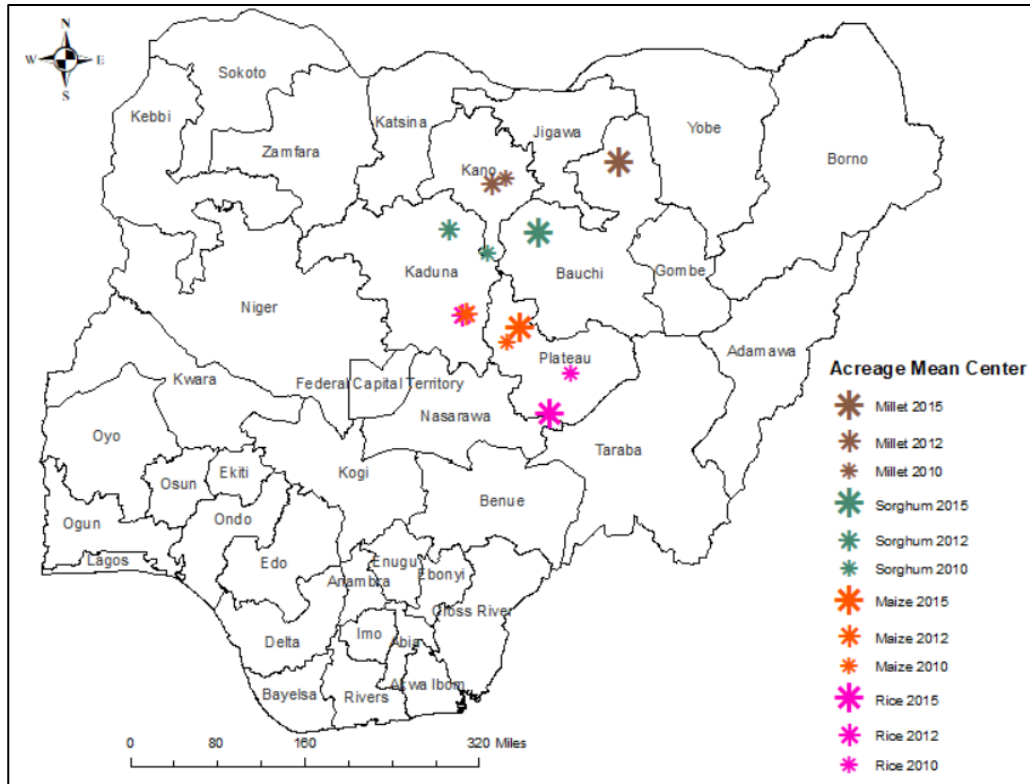 N
W E
S
Sokoto
Kebbi
Katsina
Zamfara
Jigawa
Yobe
Kano
Borno
Kaduna
Bauchi
Gombe
Niger
Adamawa
Plateau
Kwara
Federal Capital Territory
Nasarawa
Oyo
Taraba
Ekiti
Osun
Kogi
Benue
Ogun
Ondo
Lagos
Edo
Enugu
Anambra
Ebonyi
Cross River
Delta
Imo
Abia
Bayelsa
Rivers
Akwa Ibom
Acreage Mean Center
Millet 2015
Millet 2012
Millet 2010
Sorghum 2015
Sorghum 2012
Sorghum 2010
Maize 2015
Maize 2012
Maize 2010
Rice 2015
Rice 2012
Rice 2010
0 80 160 320 Miles